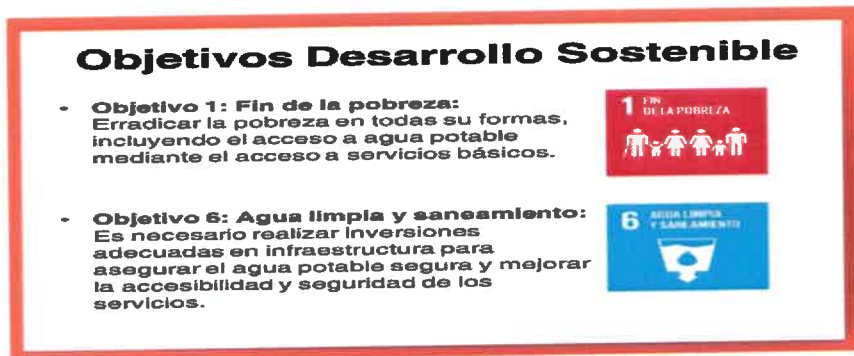 Objetivos Desarrollo Sostenible
• Objetivo 1: Fin de la pobreza:
Erradicar la pobreza en todas su formas,
incluyendo el acceso a agua potable
mediante el acceso a servicios básicos.
1 FIN
DE LA POBREZA
• Objetivo 6: Agua limpia y saneamiento:
Es necesario realizar inversiones
adecuadas en infraestructura para
asegurar el agua potable segura y mejorar
la accesibilidad y seguridad de los
servicios.
6 AGUA LIMPIA
Y SANEAMIENTO